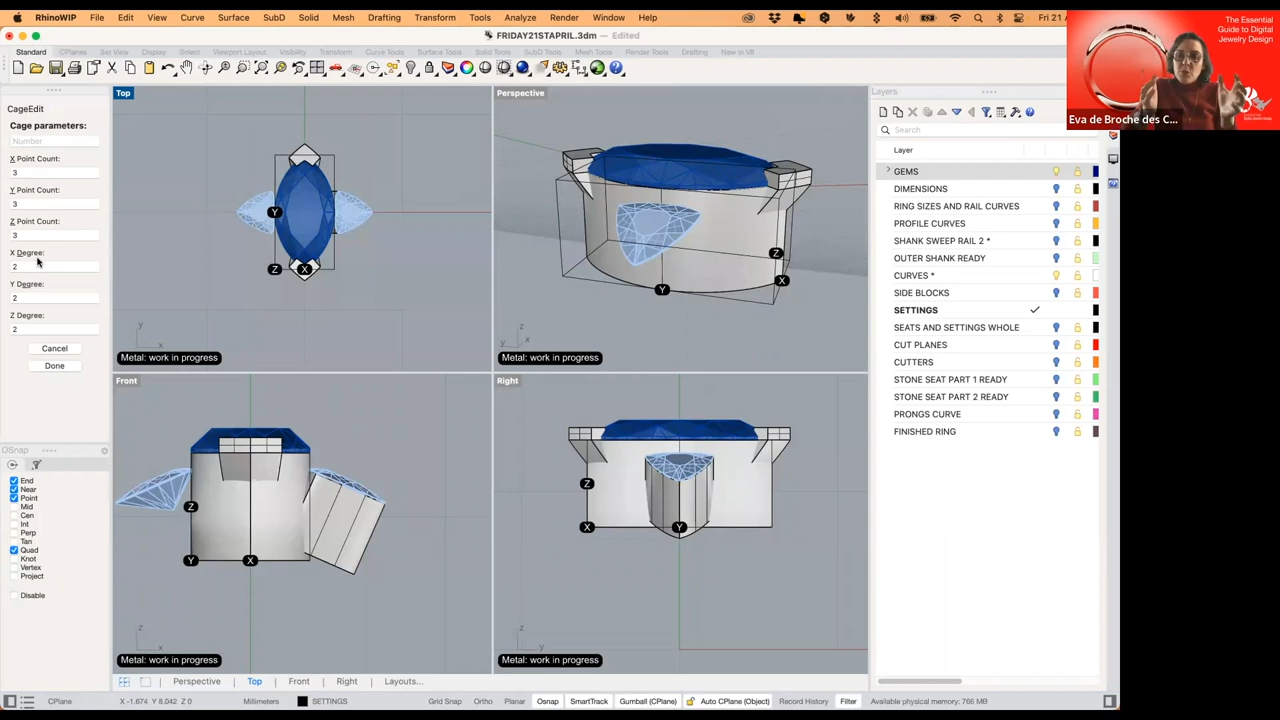 RhinoWIP File Edit View Curve Surface SubD Solid Mesh Drafting Transform Tools Analyze Render Window Help
Fri 21 A
FRIDAY21STAPRIL.3dm — Edited
Standard CPlanes Set View Display Select Viewport Layout Visibility Transform Curve Tools Surface Tools Solid Tools SubD Tools Mesh Tools Render Tools Drafting New in V8
The Essential
Guide to Digital
Jewelry Design
Eva de Broche des C...
CageEdit
Cage parameters:
Number
X Point Count:
3
Y Point Count:
3
Z Point Count:
3
X Degree:
2
Y Degree:
2
Z Degree:
2
Cancel
Done
OSnap
End
Near
Point
Mid
Cen
Int
Perp
Tan
Quad
Knot
Vertex
Project
Disable
Top
Y
Z X
y
x
Metal: work in progress
Perspective
Z
X
Y
z
y x
Metal: work in progress
Front
Z
Y X
z
x
Metal: work in progress
Right
Z
X Y
z
y
Metal: work in progress
Layers
Search
Layer
GEMS
DIMENSIONS
RING SIZES AND RAIL CURVES
PROFILE CURVES
SHANK SWEEP RAIL 2 *
OUTER SHANK READY
CURVES *
SIDE BLOCKS
SETTINGS
SEATS AND SETTINGS WHOLE
CUT PLANES
CUTTERS
STONE SEAT PART 1 READY
STONE SEAT PART 2 READY
PRONGS CURVE
FINISHED RING
Perspective Top Front Right Layouts...
CPlane X -1.674 Y 8.042 Z 0.751 Millimeters SETTINGS Grid Snap Ortho Planar Osnap SmartTrack Gumball (CPlane) Auto CPlane (Object) Record History Filter Available physical memory: 766 MB